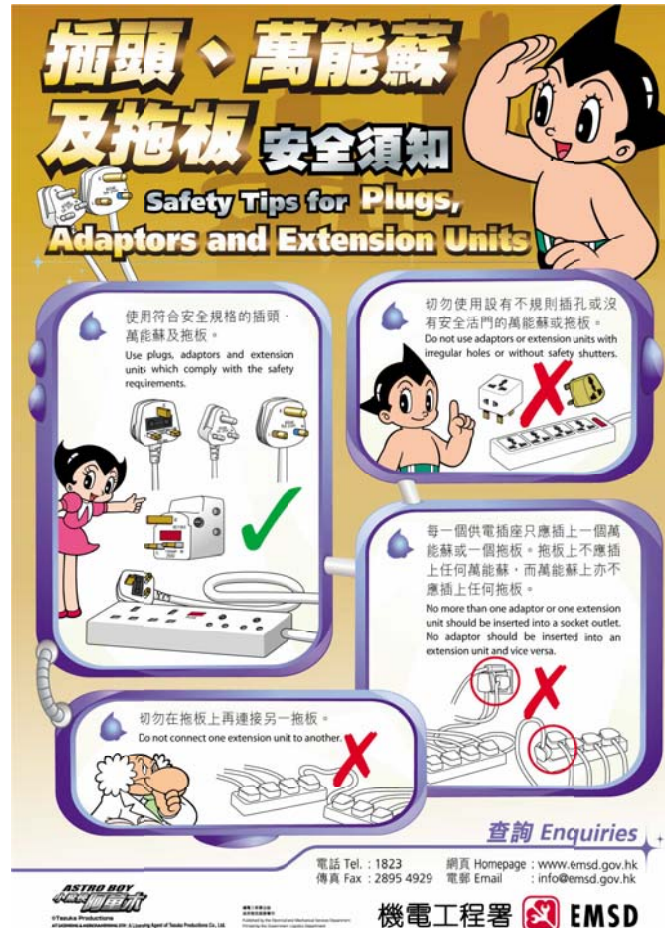 插頭、萬能蘇
及拖板 安全須知
Safety Tips for Plugs,
Adaptors and Extension Units
使用符合安全規格的插頭、
萬能蘇及拖板。
Use plugs, adaptors and extension
units which comply with the safety
requirements.
切勿使用設有不規則插孔或沒
有安全活門的萬能蘇或拖板。
Do not use adaptors or extension units with
irregular holes or without safety shutters.
每一個供電插座只應插上一個萬
能蘇或一個拖板。拖板上不應插
上任何萬能蘇，而萬能蘇上亦不
應插上任何拖板。
No more than one adaptor or one extension
unit should be inserted into a socket outlet.
No adaptor should be inserted into an
extension unit and vice versa.
切勿在拖板上再連接另一拖板。
Do not connect one extension unit to another.
查詢 Enquiries
電話 Tel. : 1823
傳真 Fax : 2895 4929
網頁 Homepage : www.emsd.gov.hk
電郵 Email : info@emsd.gov.hk
ASTRO BOY
小飛俠阿童木
©Tezuka Productions
機電工程署 EMSD